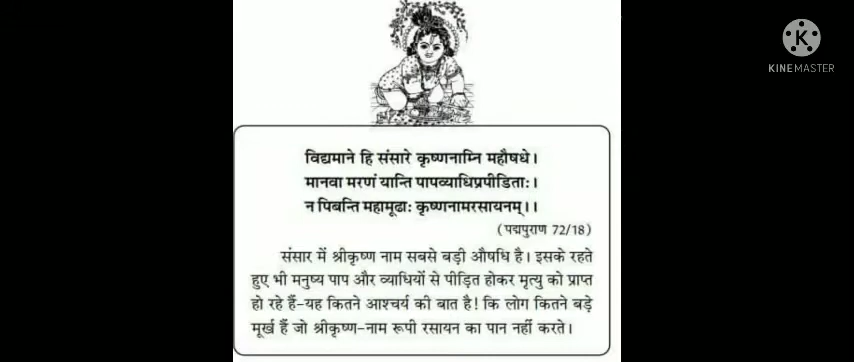 KINEMASTER
विद्यमाने हि संसारे कृष्णनाम्नि महौषधे।
मानवा मरणं यान्ति पापव्याधिप्रपीडिताः।
न पिबन्ति महामूढाः कृष्णनामरसायनम्।।
(पद्मपुराण 72/18)
संसार में श्रीकृष्ण नाम सबसे बड़ी औषधि है। इसके रहते
हुए भी मनुष्य पाप और व्याधियों से पीड़ित होकर मृत्यु को प्राप्त
हो रहे हैं-यह कितने आश्चर्य की बात है! कि लोग कितने बड़े
मूर्ख हैं जो श्रीकृष्ण-नाम रूपी रसायन का पान नहीं करते।